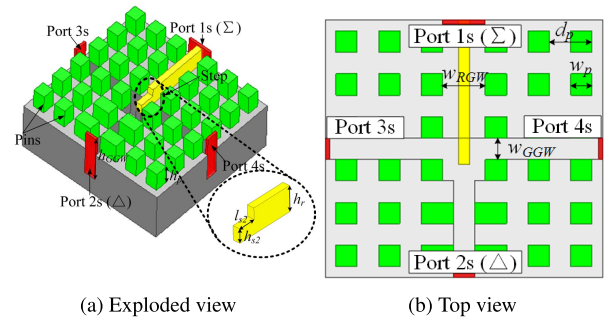 Port 3s
Port 1s (Σ)
Step
Pins
h_GGW
h_p
Port 4s
Port 2s (△)
l_s2
h_s2
h_r
(a) Exploded view
Port 1s (Σ)
d_p
w_RGW
w_p
Port 3s
Port 4s
w_GGW
Port 2s (△)
(b) Top view